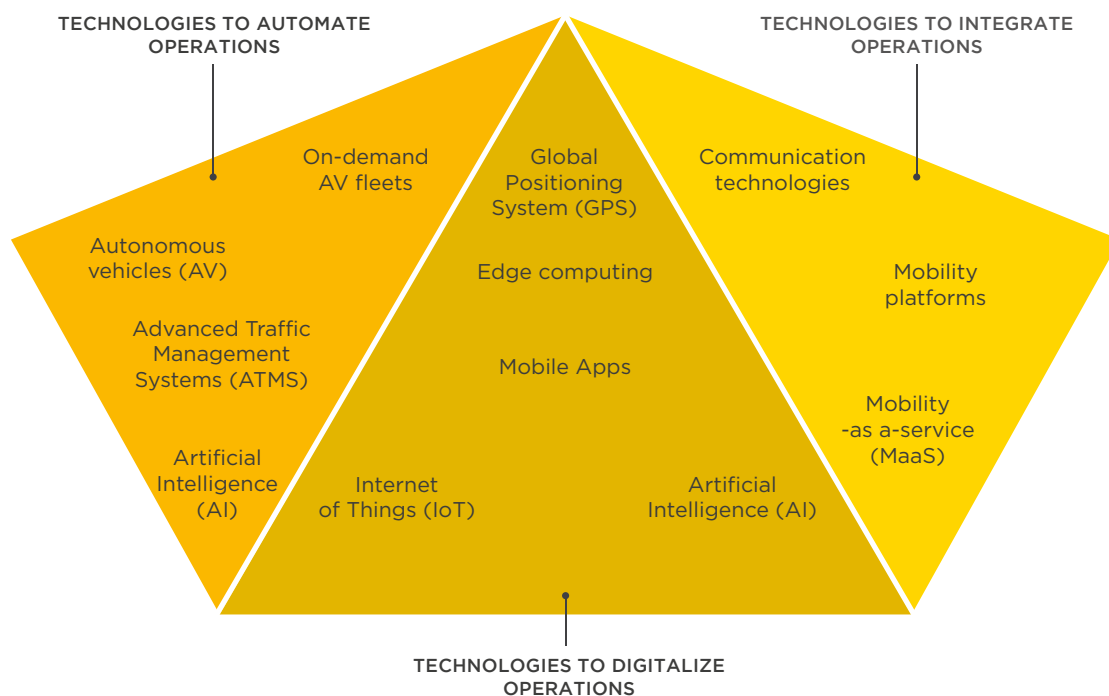 TECHNOLOGIES TO AUTOMATE
OPERATIONS
TECHNOLOGIES TO INTEGRATE
OPERATIONS
On-demand
AV fleets
Autonomous
vehicles (AV)
Advanced Traffic
Management
Systems (ATMS)
Artificial
Intelligence
(AI)
Global
Positioning
System (GPS)
Edge computing
Mobile Apps
Internet
of Things (IoT)
Artificial
Intelligence (AI)
Communication
technologies
Mobility
platforms
Mobility
-as a-service
(MaaS)
TECHNOLOGIES TO DIGITALIZE
OPERATIONS